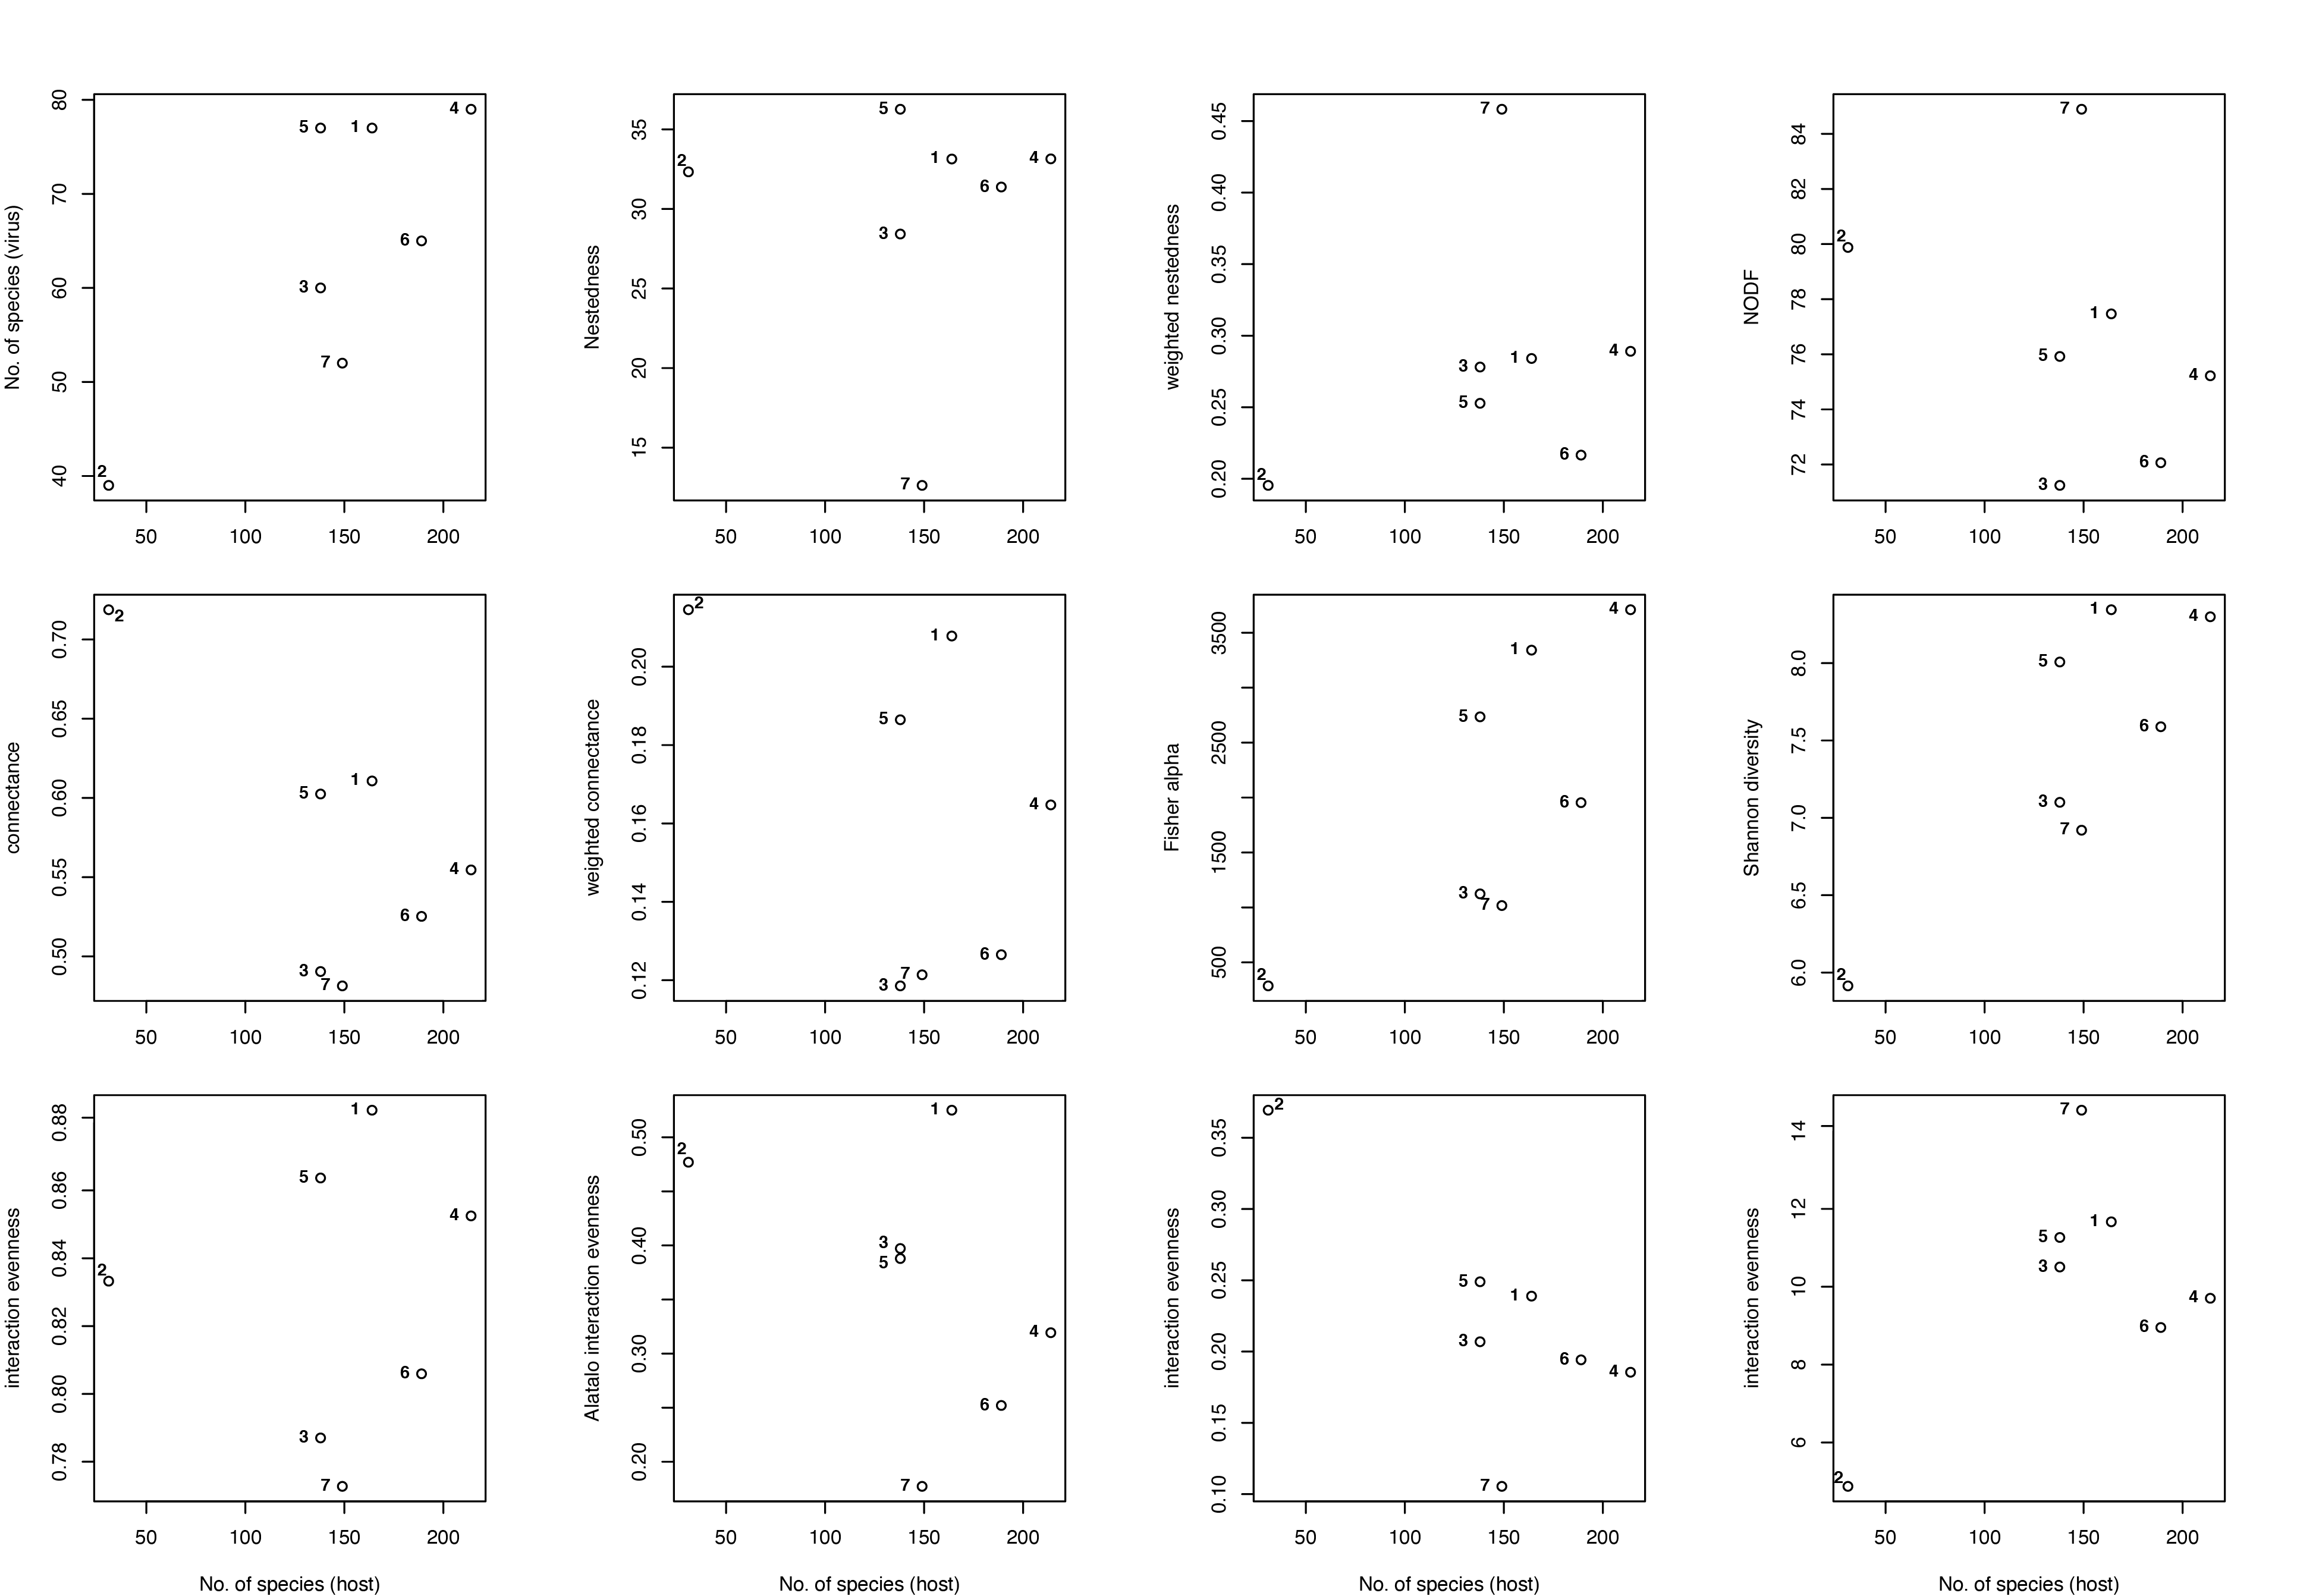 No. of species (virus)
40 50 60 70 80
50 100 150 200
1
2
3
4
5
6
7
Nestedness
15 20 25 30 35
50 100 150 200
1
2
3
4
5
6
7
weighted nestedness
0.20 0.25 0.30 0.35 0.40 0.45
50 100 150 200
1
2
3
4
5
6
7
NODF
72 74 76 78 80 82 84
50 100 150 200
1
2
3
4
5
6
7
connectance
0.50 0.55 0.60 0.65 0.70
50 100 150 200
1
2
3
4
5
6
7
weighted connectance
0.12 0.14 0.16 0.18 0.20
50 100 150 200
1
2
3
4
5
6
7
Fisher alpha
500 1500 2500 3500
50 100 150 200
1
2
3
4
5
6
7
Shannon diversity
6.0 6.5 7.0 7.5 8.0
50 100 150 200
1
2
3
4
5
6
7
interaction evenness
0.78 0.80 0.82 0.84 0.86 0.88
50 100 150 200
No. of species (host)
1
2
3
4
5
6
7
Alatalo interaction evenness
0.20 0.30 0.40 0.50
50 100 150 200
No. of species (host)
1
2
3
4
5
6
7
interaction evenness
0.10 0.15 0.20 0.25 0.30 0.35
50 100 150 200
No. of species (host)
1
2
3
4
5
6
7
interaction evenness
6 8 10 12 14
50 100 150 200
No. of species (host)
1
2
3
4
5
6
7